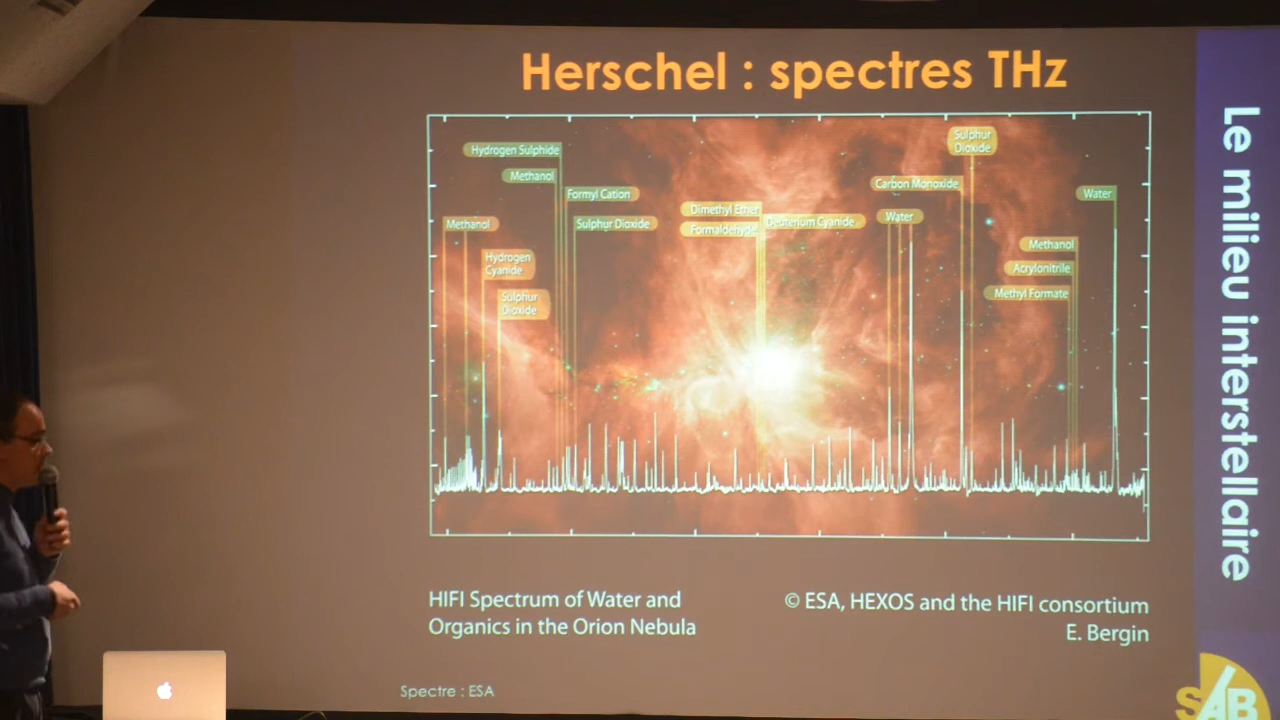 Herschel : spectres THz
Hydrogen Sulphide
Methanol
Formyl Cation
Methanol
Sulphur Dioxide
Hydrogen
Cyanide
Sulphur
Dioxide
Dimethyl Ether
Formaldehyde
Deuterium Cyanide
Carbon Monoxide
Water
Sulphur
Dioxide
Water
Methanol
Acrylonitrile
Methyl Formate
HIFI Spectrum of Water and
Organics in the Orion Nebula
© ESA, HEXOS and the HIFI consortium
E. Bergin
Spectre : ESA
Le milieu interstellaire
SAB